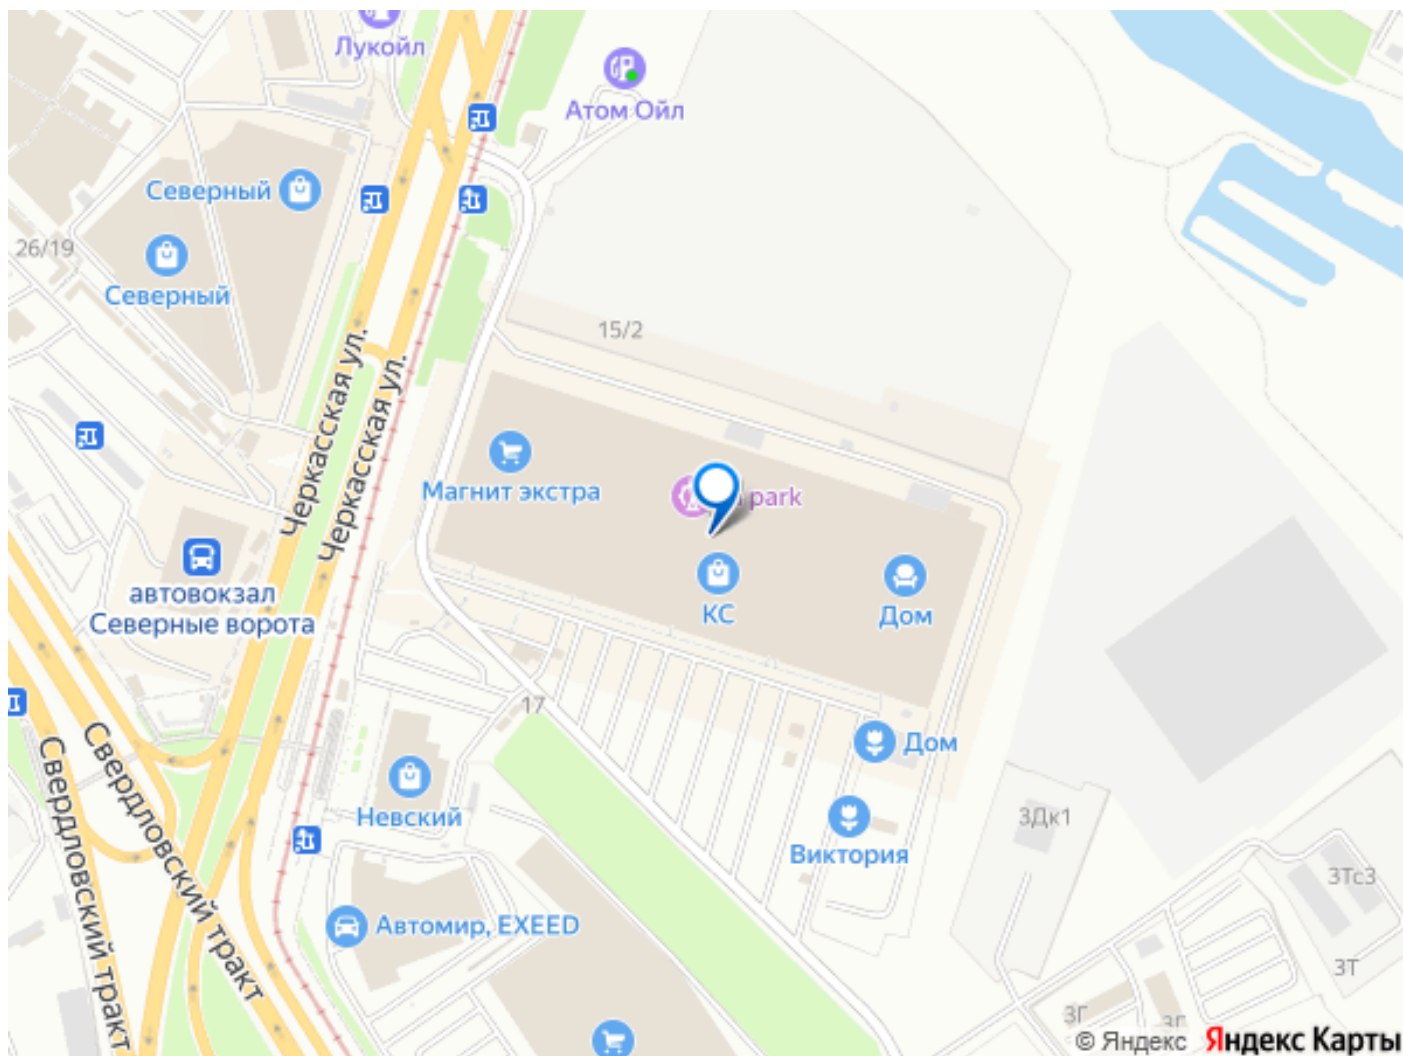 Лукойл
Атом Ойл
Северный
26/19
Северный
15/2
Черкасская ул.
Черкасская ул.
Магнит экстра
park
автовокзал
Северные ворота
КС
Дом
17
Дом
Невский
Виктория
3Дк1
3Тс3
Свердловский тракт
Свердловский тракт
Автомир, EXEED
3Т
3Г
3Г
© Яндекс Яндекс Карты